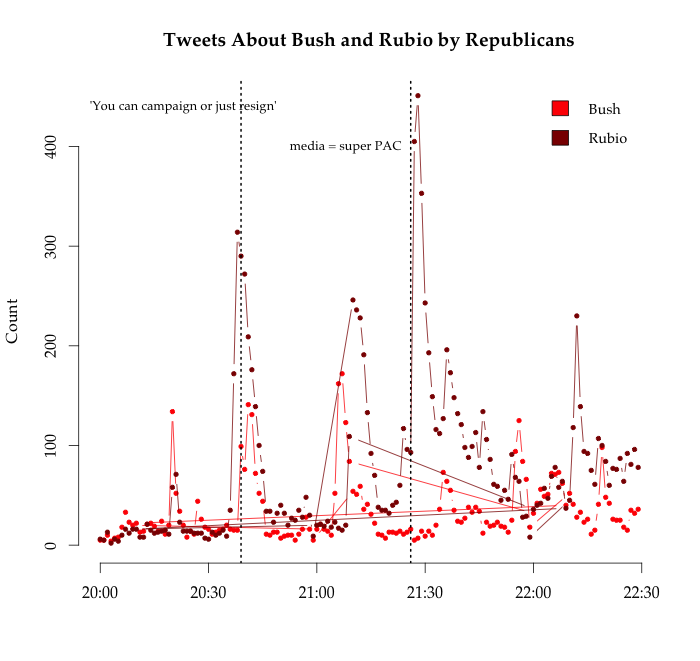 Tweets About Bush and Rubio by Republicans
'You can campaign or just resign'
media = super PAC
Bush
Rubio
Count
400
300
200
100
0
20:00 20:30 21:00 21:30 22:00 22:30